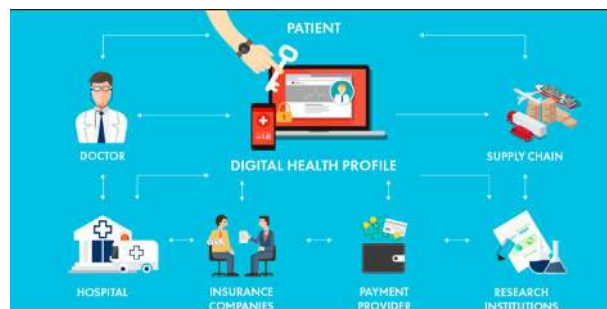 PATIENT
DOCTOR
DIGITAL HEALTH PROFILE
SUPPLY CHAIN
HOSPITAL
INSURANCE
COMPANIES
PAYMENT
PROVIDER
RESEARCH
INSTITUTIONS